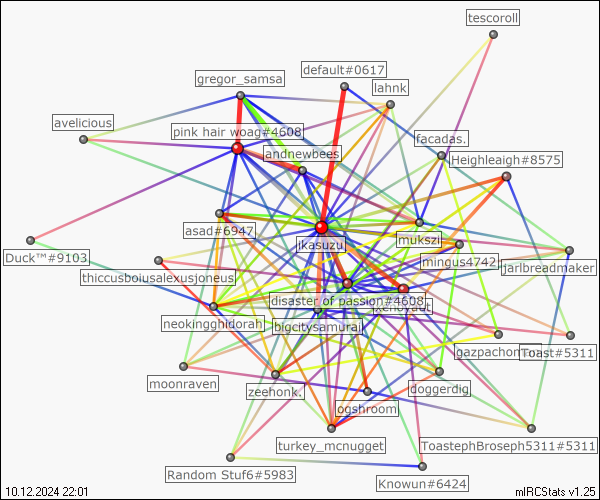 tescoroll
default#0617
gregor_samsa
lahnk
avelicious
pink hair woag#4608
facadas.
andnewbees
Heighleaigh#8575
asad#6947
mukszi
ikasuzu
Duck™#9103
mingus4742
jarlbreadmaker
thiccusboiusalexusjoneus
disaster of passion#4608
neokingghidorah
bigcitysamurai
gazpachom
Toast#5311
moonraven
zeehonk.
doggerdig
ogshroom
turkey_mcnugget
ToastephBroseph5311#5311
Random Stuf6#5983
Knowun#6424
10.12.2024 22:01
mIRCStats v1.25